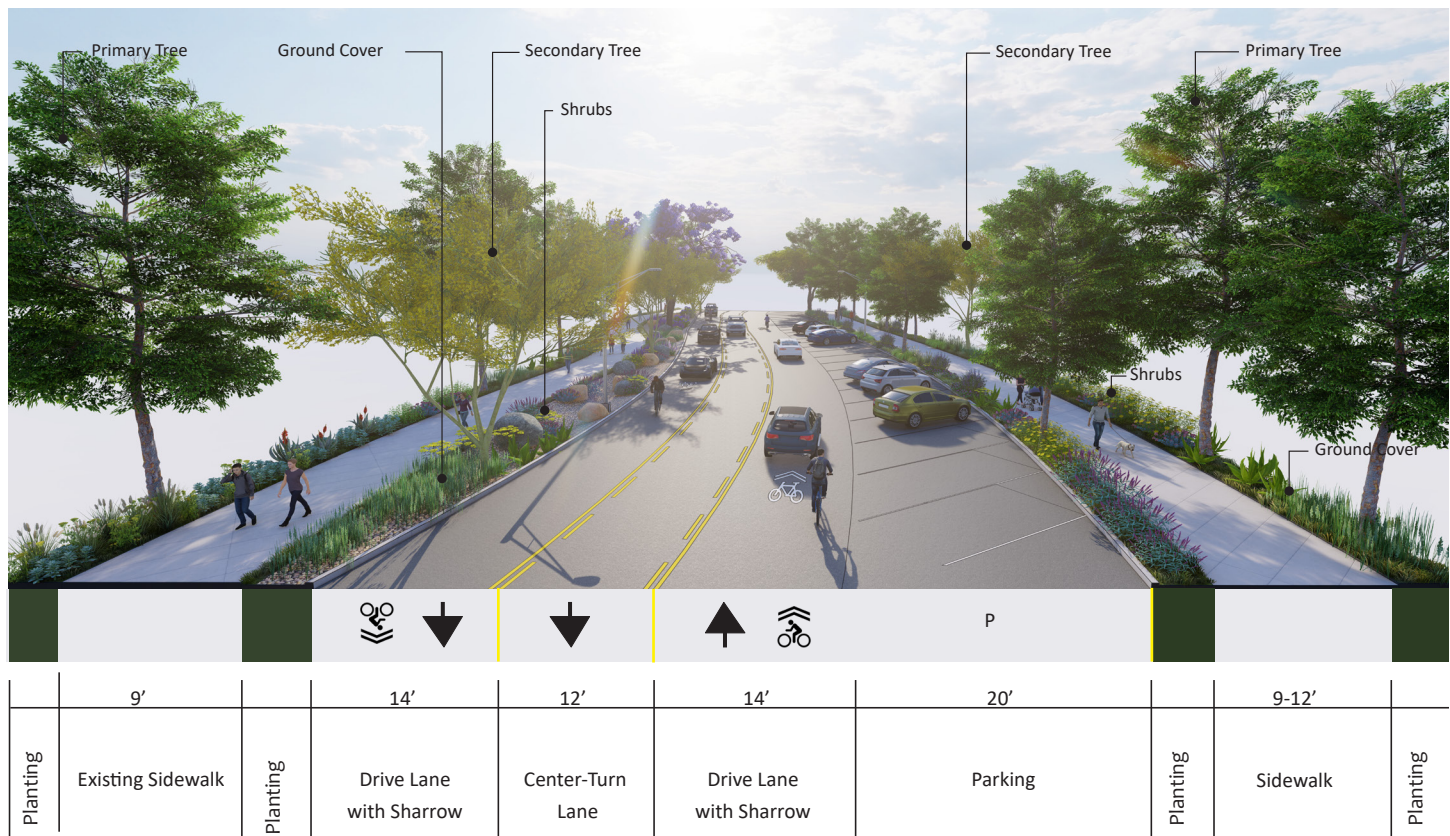 Primary Tree
Ground Cover
Secondary Tree
Secondary Tree
Primary Tree
Shrubs
Shrubs
Ground Cover
P
9’
14’
12’
14’
20’
9-12’
Planting
Existing Sidewalk
Planting
Drive Lane
with Sharrow
Center-Turn
Lane
Drive Lane
with Sharrow
Parking
Planting
Sidewalk
Planting